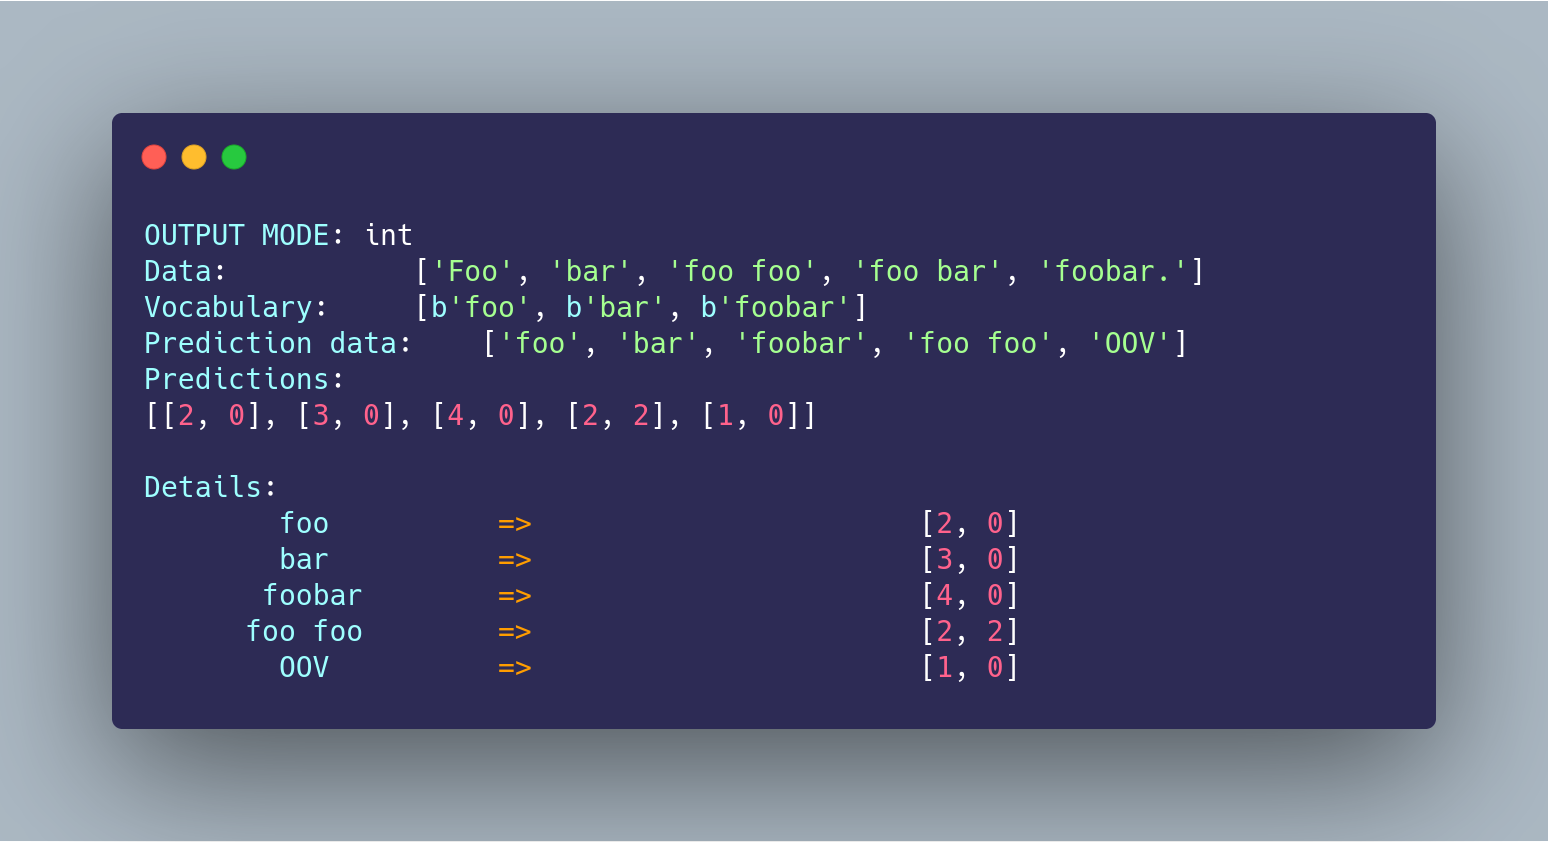 OUTPUT MODE: int
Data:           ['Foo', 'bar', 'foo foo', 'foo bar', 'foobar.']
Vocabulary:     [b'foo', b'bar', b'foobar']
Prediction data:    ['foo', 'bar', 'foobar', 'foo foo', 'OOV']
Predictions:
[[2, 0], [3, 0], [4, 0], [2, 2], [1, 0]]

Details:
        foo          =>                       [2, 0]
        bar          =>                       [3, 0]
       foobar        =>                       [4, 0]
      foo foo        =>                       [2, 2]
        OOV          =>                       [1, 0]